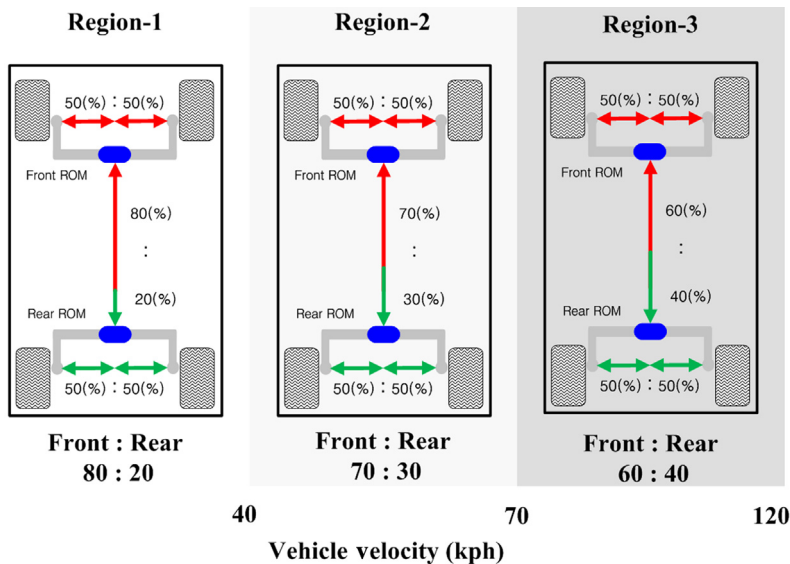 Region-1
Region-2
Region-3
50(%) : 50(%)
50(%) : 50(%)
50(%) : 50(%)
Front ROM
Front ROM
Front ROM
80(%)
70(%)
60(%)
:
:
:
20(%)
30(%)
40(%)
Rear ROM
Rear ROM
Rear ROM
50(%) : 50(%)
50(%) : 50(%)
50(%) : 50(%)
Front : Rear
Front : Rear
Front : Rear
80 : 20
70 : 30
60 : 40
40
70
120
Vehicle velocity (kph)